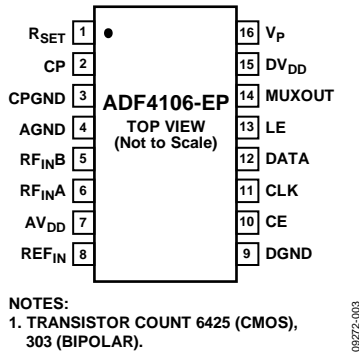 RSET 1
CP 2
CPGND 3
AGND 4
RFINB 5
RFINA 6
AVDD 7
REFIN 8
ADF4106-EP
TOP VIEW
(Not to Scale)
16 VP
15 DVDD
14 MUXOUT
13 LE
12 DATA
11 CLK
10 CE
9 DGND
NOTES:
1. TRANSISTOR COUNT 6425 (CMOS),
303 (BIPOLAR).
09272-003